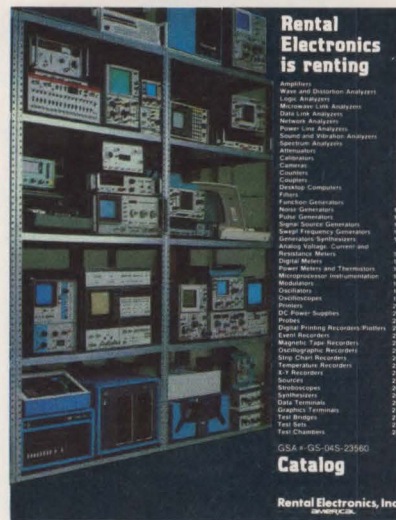 Rental
Electronics
is renting
Amplifiers
Wave and Distortion Analyzers
Logic Analyzers
Microwave Link Analyzers
Data Link Analyzers
Network Analyzers
Power Line Analyzers
Sound and Vibration Analyzers
Spectrum Analyzers
Attenuators
Calibrators
Cameras
Counters
Couplers
Desktop Computers
Filters
Function Generators
Noise Generators
Pulse Generators
Signal Source Generators
Swept Frequency Generators
Generators/Synthesizers
Analog Voltage, Current and
Resistance Meters
Digital Meters
Power Meters and Thermistors
Microprocessor Instrumentation
Modulators
Oscillators
Oscilloscopes
Printers
DC Power Supplies
Probes
Digital Printing Recorders/Plotters
Event Recorders
Magnetic Tape Recorders
Oscillographic Recorders
Strip Chart Recorders
Temperature Recorders
X-Y Recorders
Sources
Stroboscopes
Synthesizers
Data Terminals
Graphics Terminals
Test Bridges
Test Sets
Test Chambers
GSA #-GS-04S-23560
Catalog
Rental Electronics, Inc